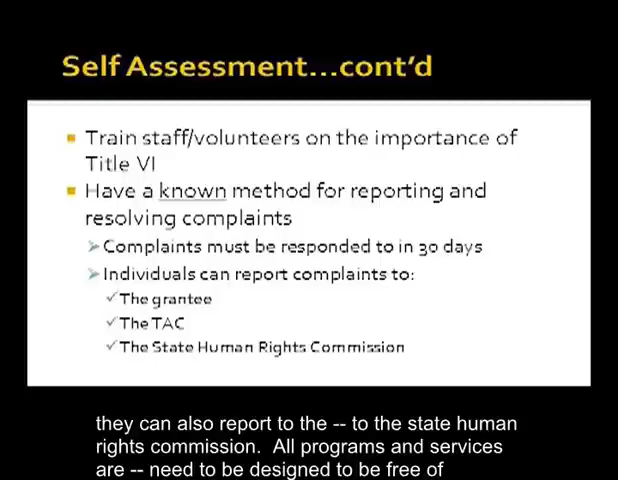 Self Assessment...cont'd
Train staff/volunteers on the importance of
Title VI
Have a known method for reporting and
resolving complaints
Complaints must be responded to in 30 days
Individuals can report complaints to:
The grantee
The TAC
The State Human Rights Commission
they can also report to the -- to the state human
rights commission.  All programs and services
are -- need to be designed to be free of